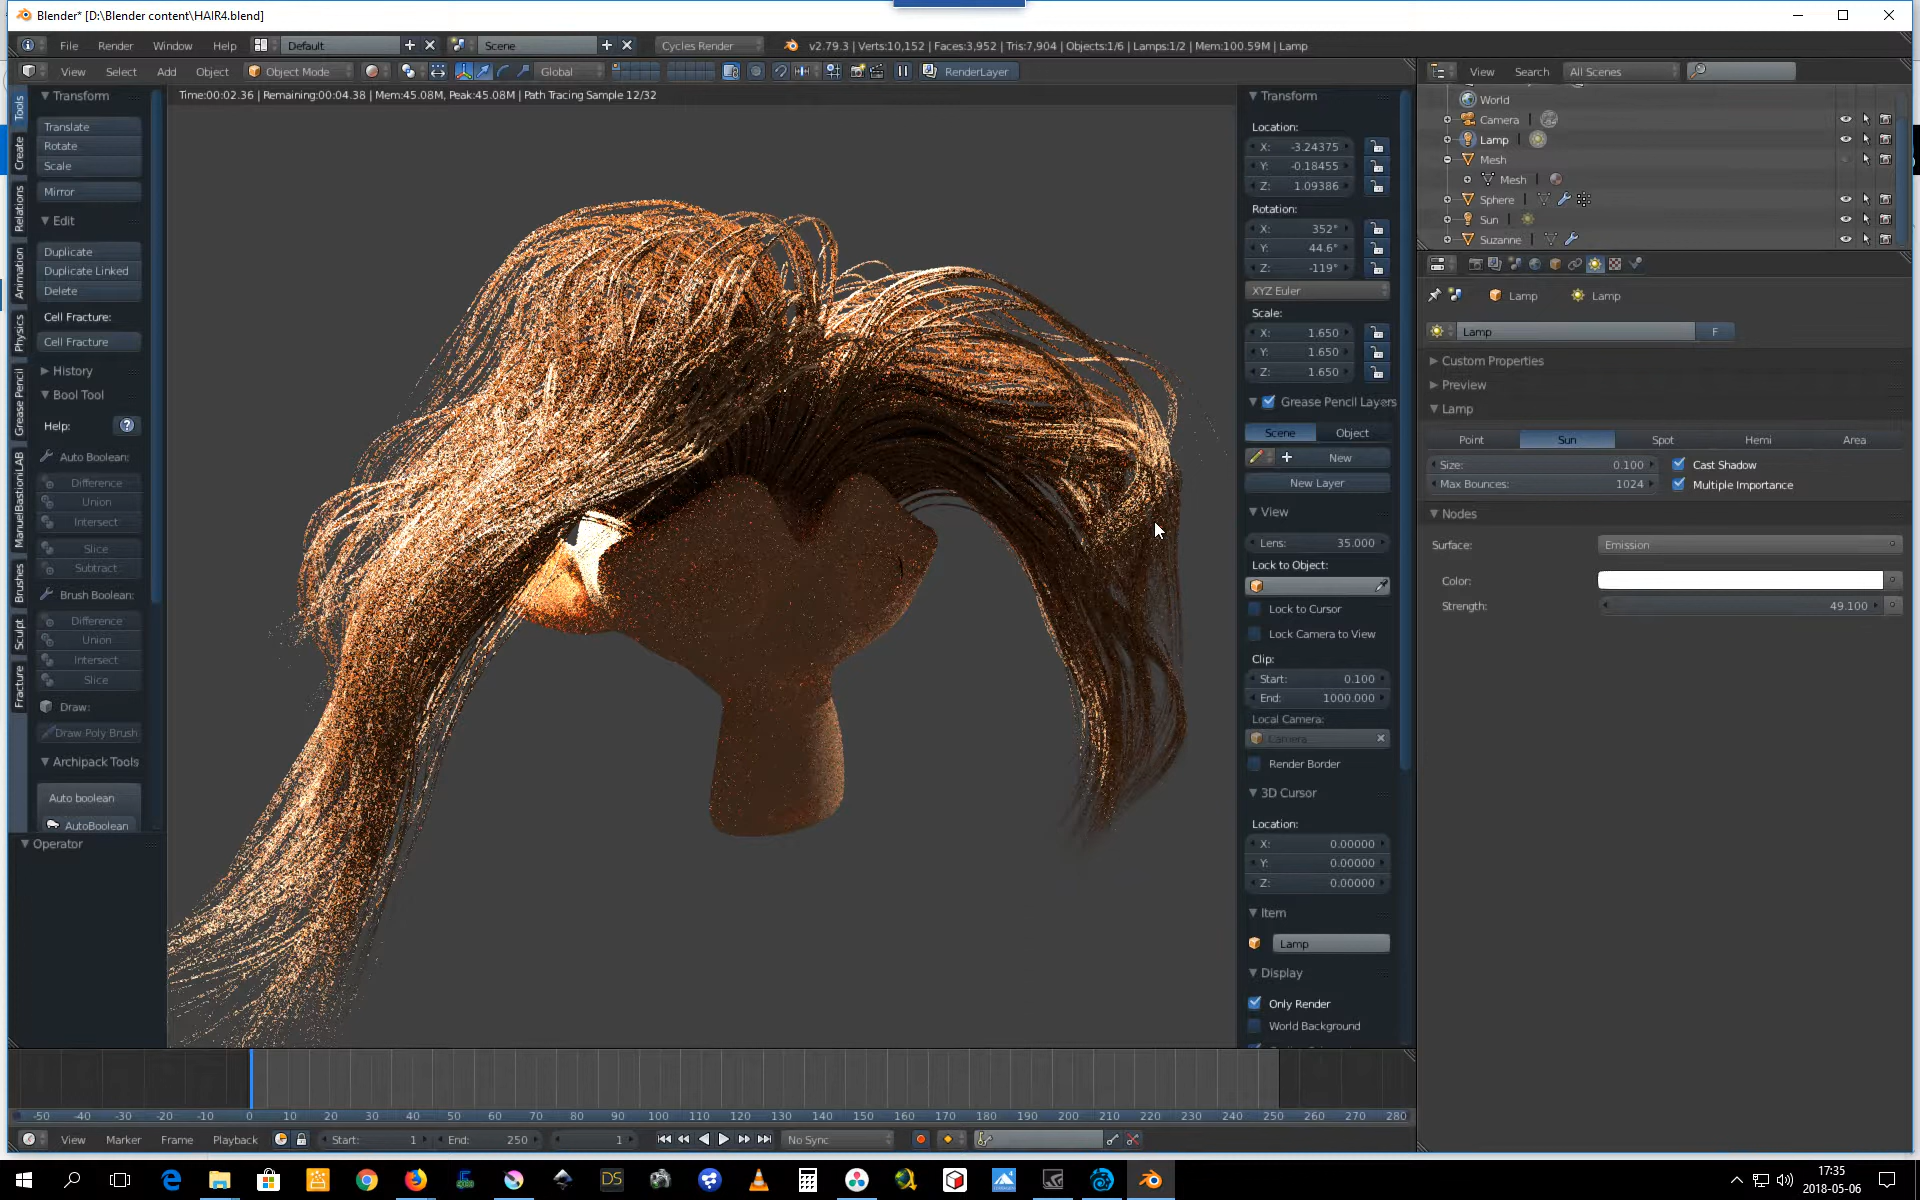 Blender* [D:\Blender content\HAIR4.blend]
File Render Window Help Default Scene Cycles Render v2.79.3 | Verts:10,152 | Faces:3,952 | Tris:7,904 | Objects:1/6 | Lamps:1/2 | Mem:100.59M | Lamp
View Select Add Object Object Mode Global RenderLayer
View Search All Scenes
Time:00:02.36 | Remaining:00:04.38 | Mem:45.08M, Peak:45.08M | Path Tracing Sample 12/32
Tools
Create
Relations
Animation
Physics
Grease Pencil
ManuelBastioniLAB
Brushes
Sculpt
Fracture
Transform
Translate
Rotate
Scale
Mirror
Edit
Duplicate
Duplicate Linked
Delete
Cell Fracture:
Cell Fracture
History
Bool Tool
Help:
Auto Boolean:
Difference
Union
Intersect
Slice
Subtract
Brush Boolean:
Difference
Union
Intersect
Slice
Draw:
Draw Poly Brush
Archipack Tools
Auto boolean
AutoBoolean
Operator
Transform
Location:
X: -3.24375
Y: -0.18455
Z: 1.09386
Rotation:
X: 352°
Y: 44.6°
Z: -119°
XYZ Euler
Scale:
X: 1.650
Y: 1.650
Z: 1.650
Grease Pencil Layers
Scene Object
New
New Layer
View
Lens: 35.000
Lock to Object:
Lock to Cursor
Lock Camera to View
Clip:
Start: 0.100
End: 1000.000
Local Camera:
Camera
Render Border
3D Cursor
Location:
X: 0.00000
Y: 0.00000
Z: 0.00000
Item
Lamp
Display
Only Render
World Background
World
Camera
Lamp
Mesh
Mesh
Sphere
Sun
Suzanne
Lamp Lamp
Lamp F
Custom Properties
Preview
Lamp
Point Sun Spot Hemi Area
Size: 0.100 Cast Shadow
Max Bounces: 1024 Multiple Importance
Nodes
Surface: Emission
Color:
Strength: 49.100
-50 -40 -30 -20 -10 0 10 20 30 40 50 60 70 80 90 100 110 120 130 140 150 160 170 180 190 200 210 220 230 240 250 260 270 280
View Marker Frame Playback Start: 1 End: 250 1 No Sync
DS
17:35
2018-05-06